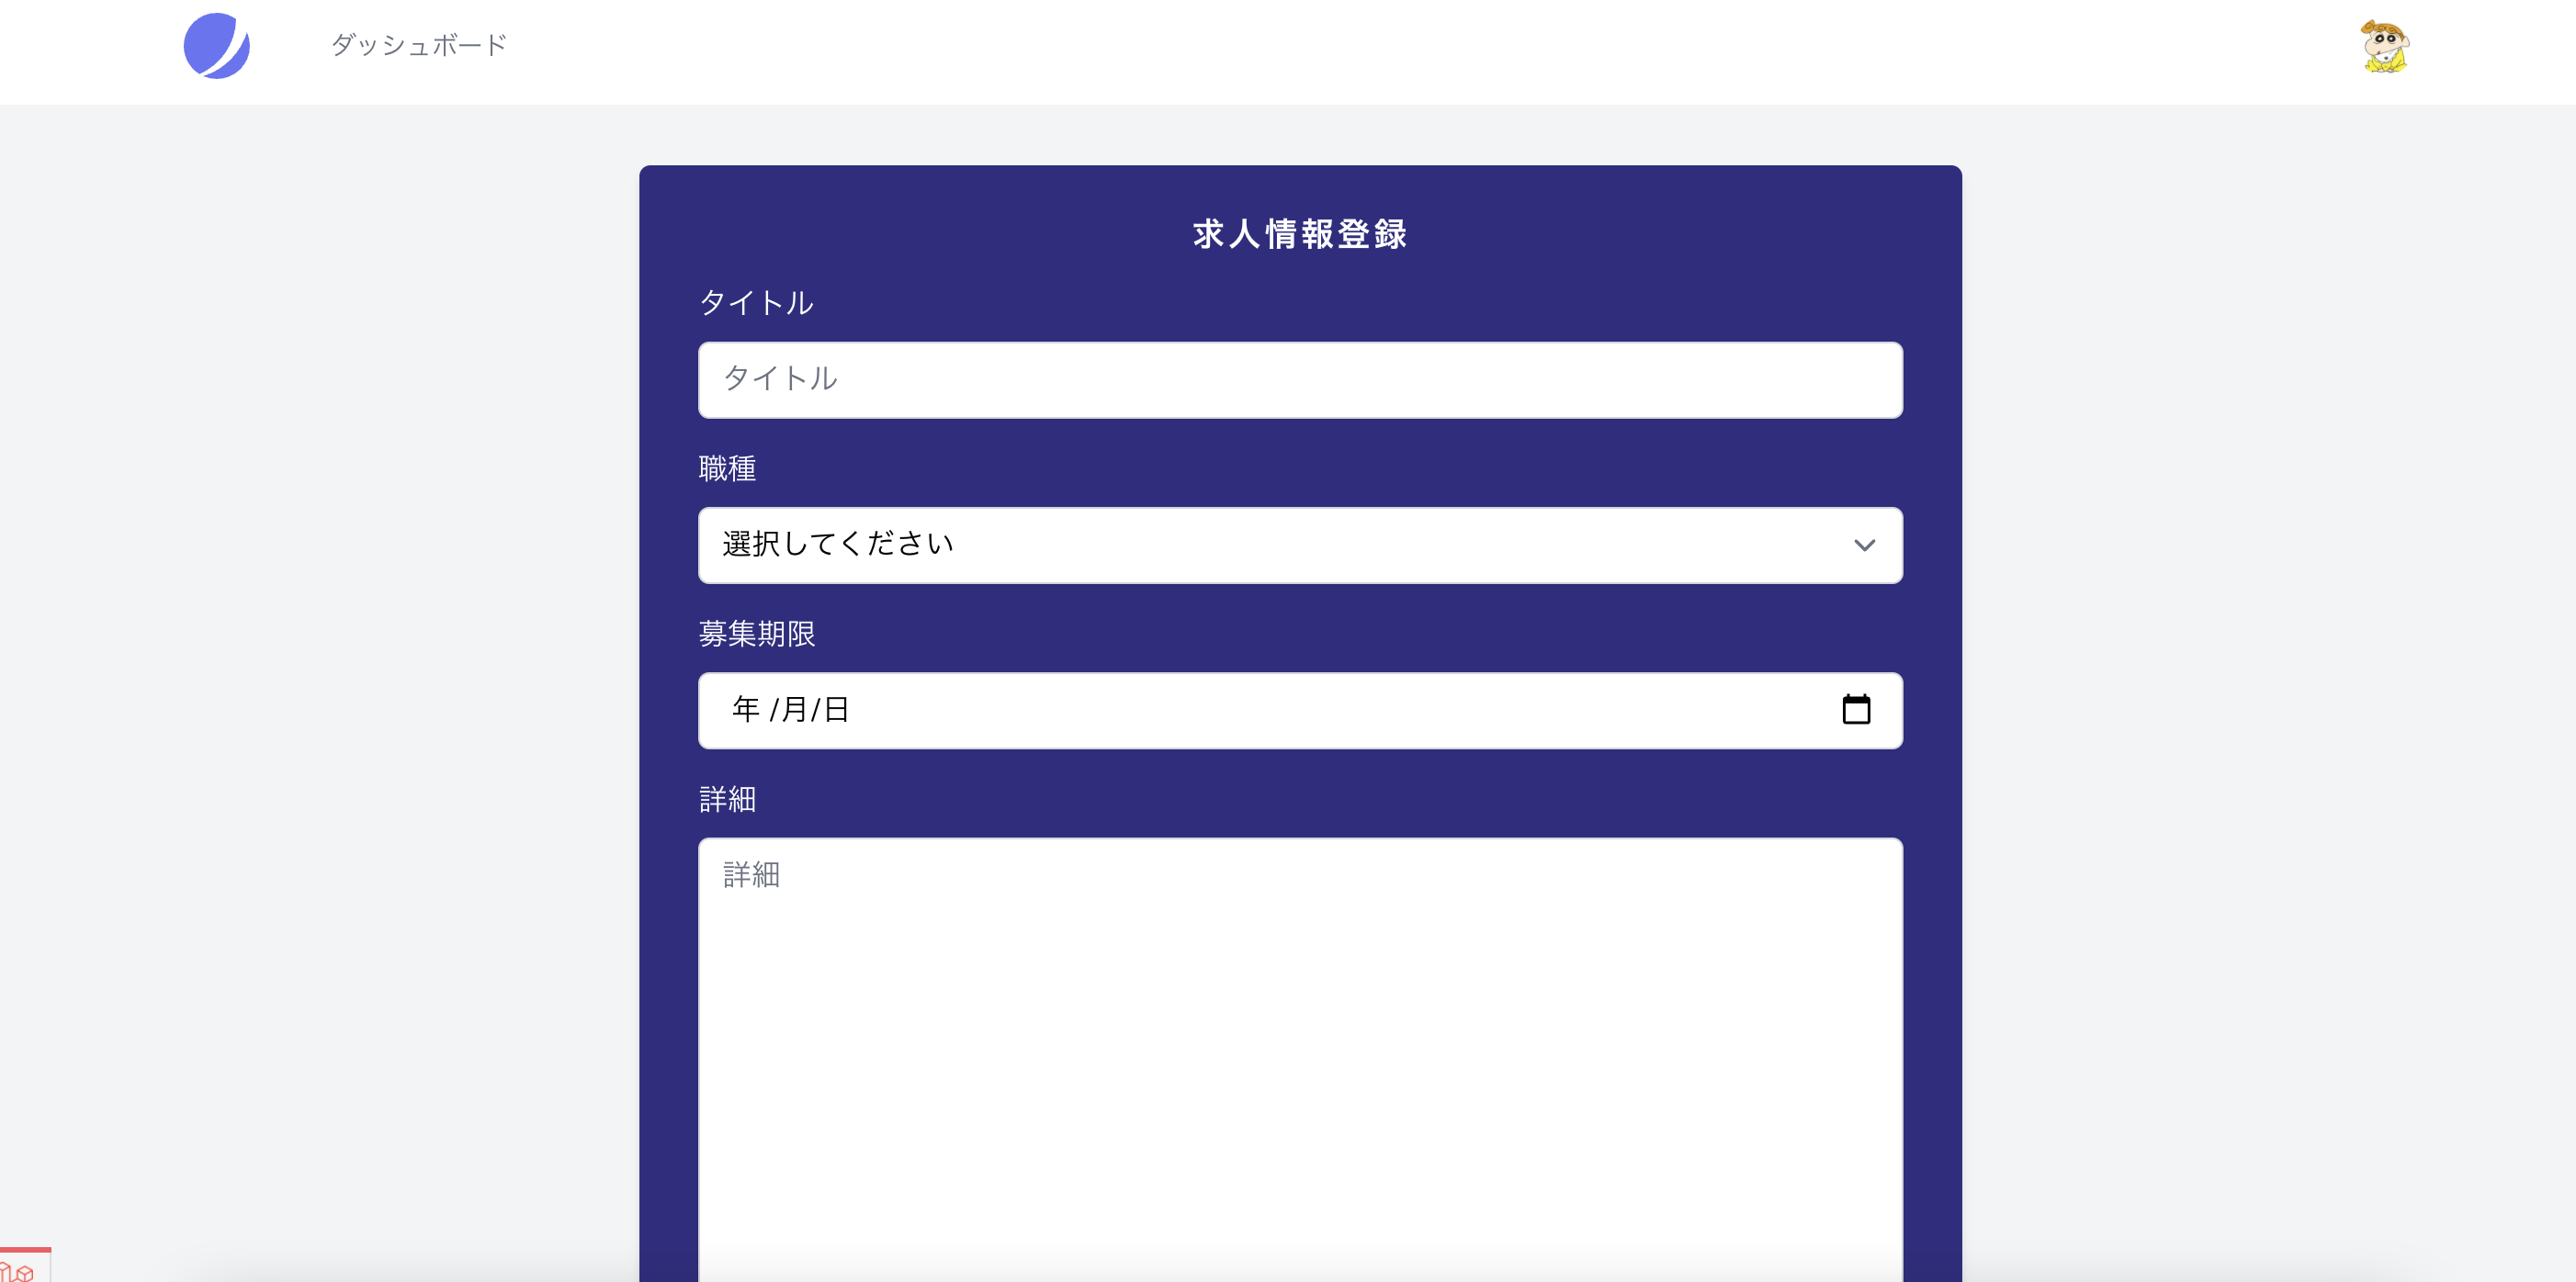 ダッシュボード
求人情報登録
タイトル
タイトル
職種
選択してください
募集期限
年 /月/日
詳細
詳細